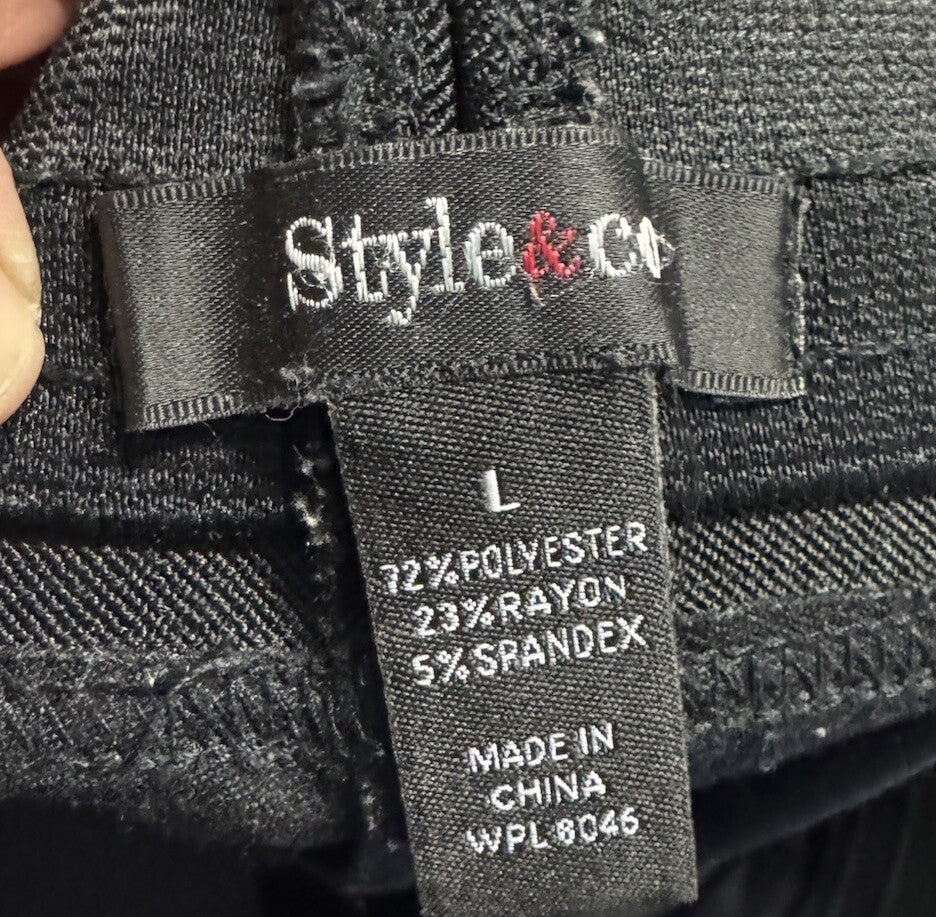 Style&co
L
72%POLYESTER
23%RAYON
5%SPANDEX
MADE IN
CHINA
WPL8046